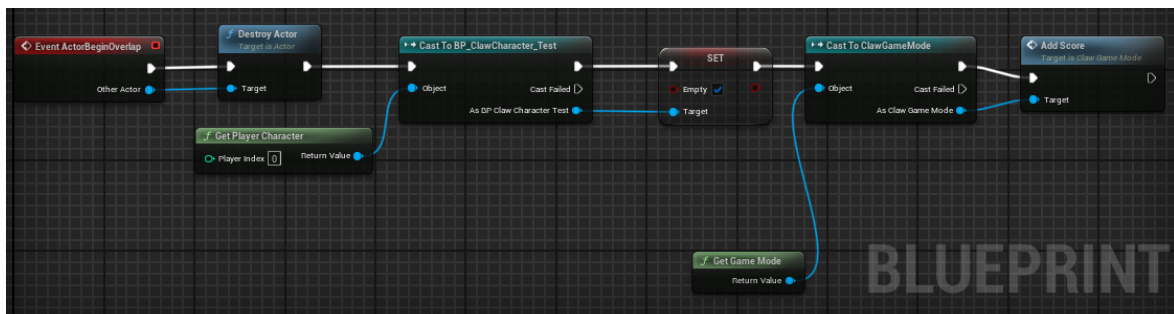 Event ActorBeginOverlap
Other Actor
f Destroy Actor
Target is Actor
Target
f Get Player Character
Player Index 0
Return Value
Cast To BP_ClawCharacter_Test
Object
Cast Failed
As BP Claw Character Test
SET
Empty
Target
Cast To ClawGameMode
Object
Cast Failed
As Claw Game Mode
Add Score
Target is Claw Game Mode
Target
f Get Game Mode
Return Value
BLUEPRINT